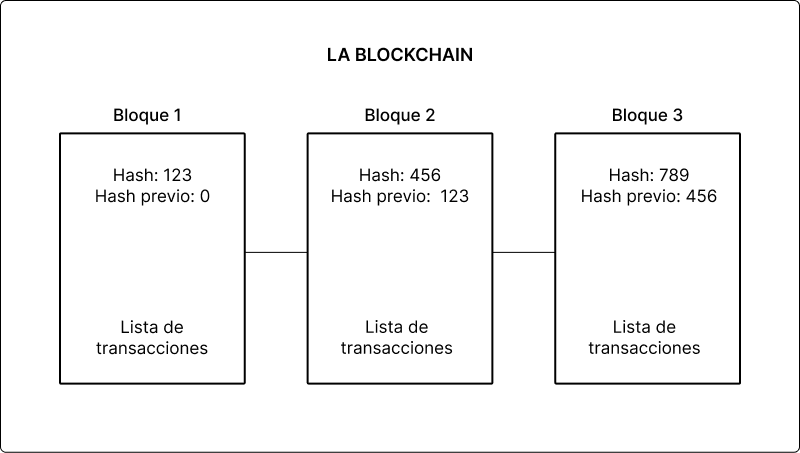 LA BLOCKCHAIN
Bloque 1
Hash: 123
Hash previo: 0
Lista de
transacciones
Bloque 2
Hash: 456
Hash previo:  123
Lista de
transacciones
Bloque 3
Hash: 789
Hash previo: 456
Lista de
transacciones